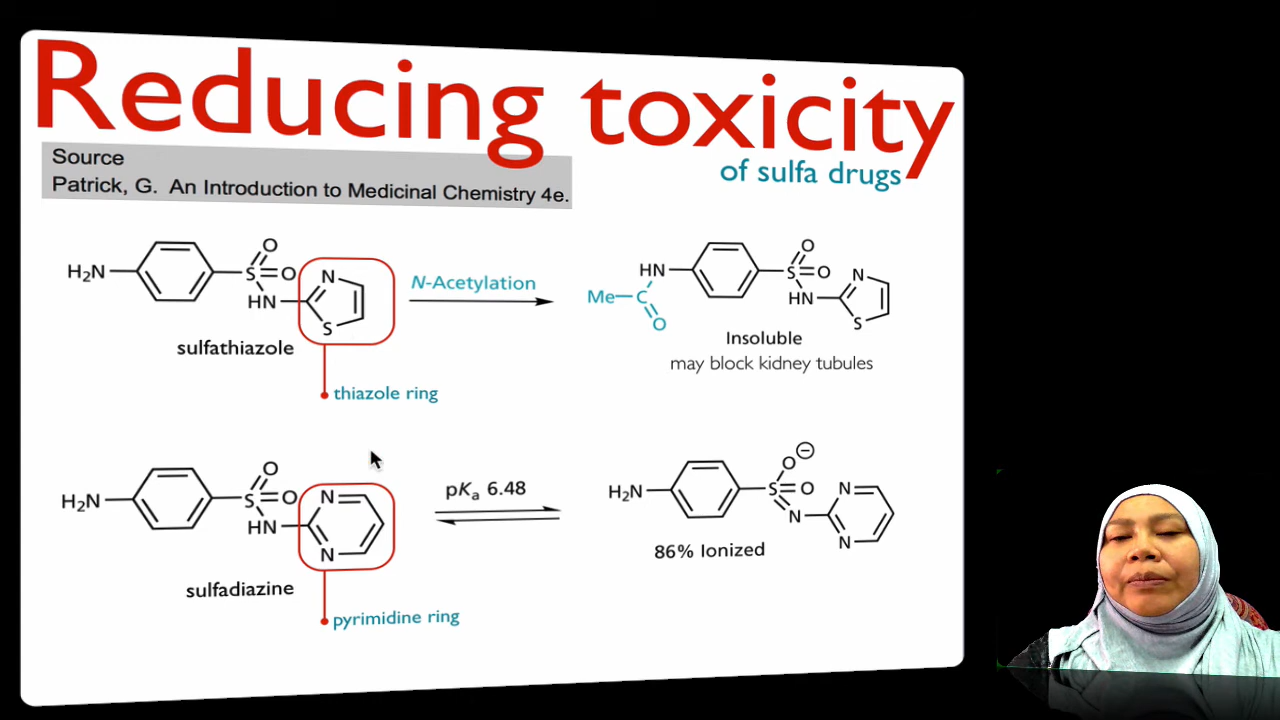 Reducing toxicity
of sulfa drugs
Source
Patrick, G. An Introduction to Medicinal Chemistry 4e.
H₂N
S
O
O
HN
N
S
N-Acetylation
HN
Me
C
O
S
O
O
HN
N
S
sulfathiazole
Insoluble
may block kidney tubules
thiazole ring
H₂N
S
O
O
HN
N
N
pKₐ 6.48
H₂N
S
O
⊖
O
N
N
N
86% Ionized
sulfadiazine
pyrimidine ring